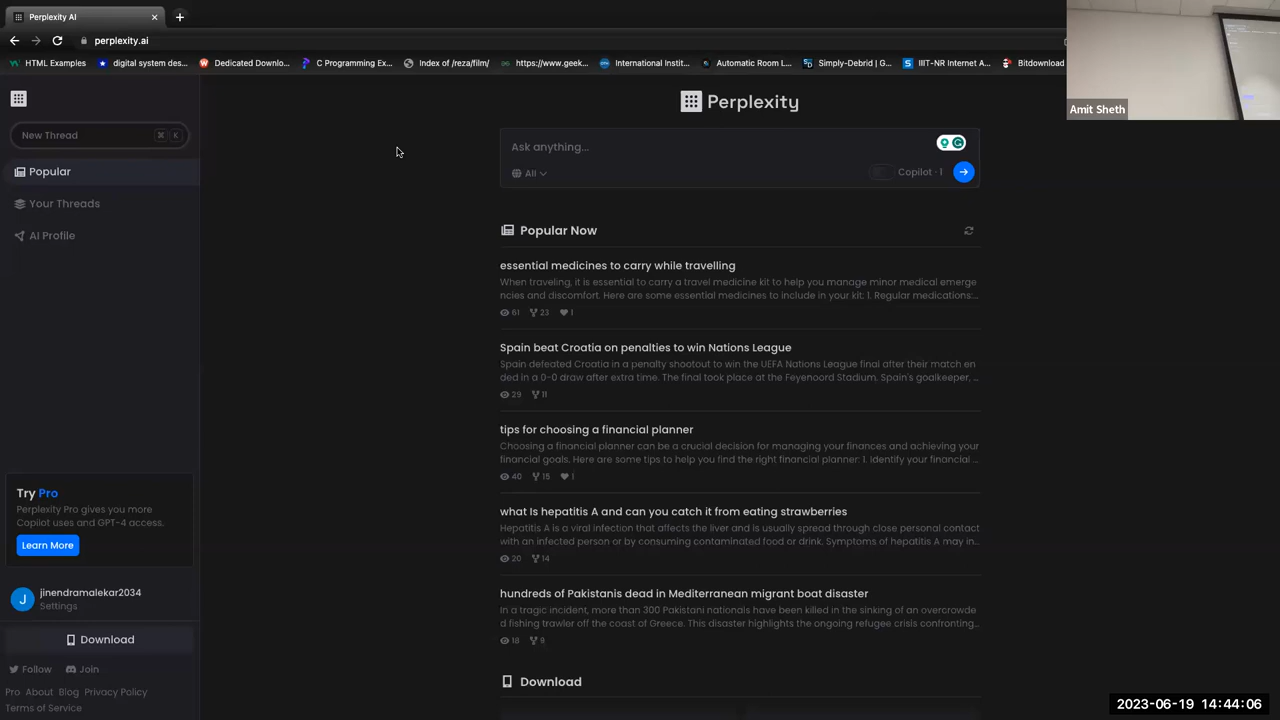 Perplexity AI
perplexity.ai
HTML Examples
digital system des...
Dedicated Downlo...
C Programming Ex...
Index of /reza/film/
https://www.geek...
International Instit...
Automatic Room L...
Simply-Debrid | G...
IIIT-NR Internet A...
Bitdownload
Amit Sheth
New Thread
⌘ K
Popular
Your Threads
AI Profile
Try Pro
Perplexity Pro gives you more
Copilot uses and GPT-4 access.
Learn More
J
jinendramalekar2034
Settings
Download
Follow
Join
Pro About Blog Privacy Policy
Terms of Service
Perplexity
Ask anything...
All
Copilot · 1
Popular Now
essential medicines to carry while travelling
When traveling, it is essential to carry a travel medicine kit to help you manage minor medical emerge
ncies and discomfort. Here are some essential medicines to include in your kit: 1. Regular medications:...
61 23 1
Spain beat Croatia on penalties to win Nations League
Spain defeated Croatia in a penalty shootout to win the UEFA Nations League final after their match en
ded in a 0-0 draw after extra time. The final took place at the Feyenoord Stadium. Spain's goalkeeper, ...
29 11
tips for choosing a financial planner
Choosing a financial planner can be a crucial decision for managing your finances and achieving your
financial goals. Here are some tips to help you find the right financial planner: 1. Identify your financial ...
40 15 1
what Is hepatitis A and can you catch it from eating strawberries
Hepatitis A is a viral infection that affects the liver and is usually spread through close personal contact
with an infected person or by consuming contaminated food or drink. Symptoms of hepatitis A may in...
20 14
hundreds of Pakistanis dead in Mediterranean migrant boat disaster
In a tragic incident, more than 300 Pakistani nationals have been killed in the sinking of an overcrowde
d fishing trawler off the coast of Greece. This disaster highlights the ongoing refugee crisis confronting...
18 9
Download
2023-06-19 14:44:06